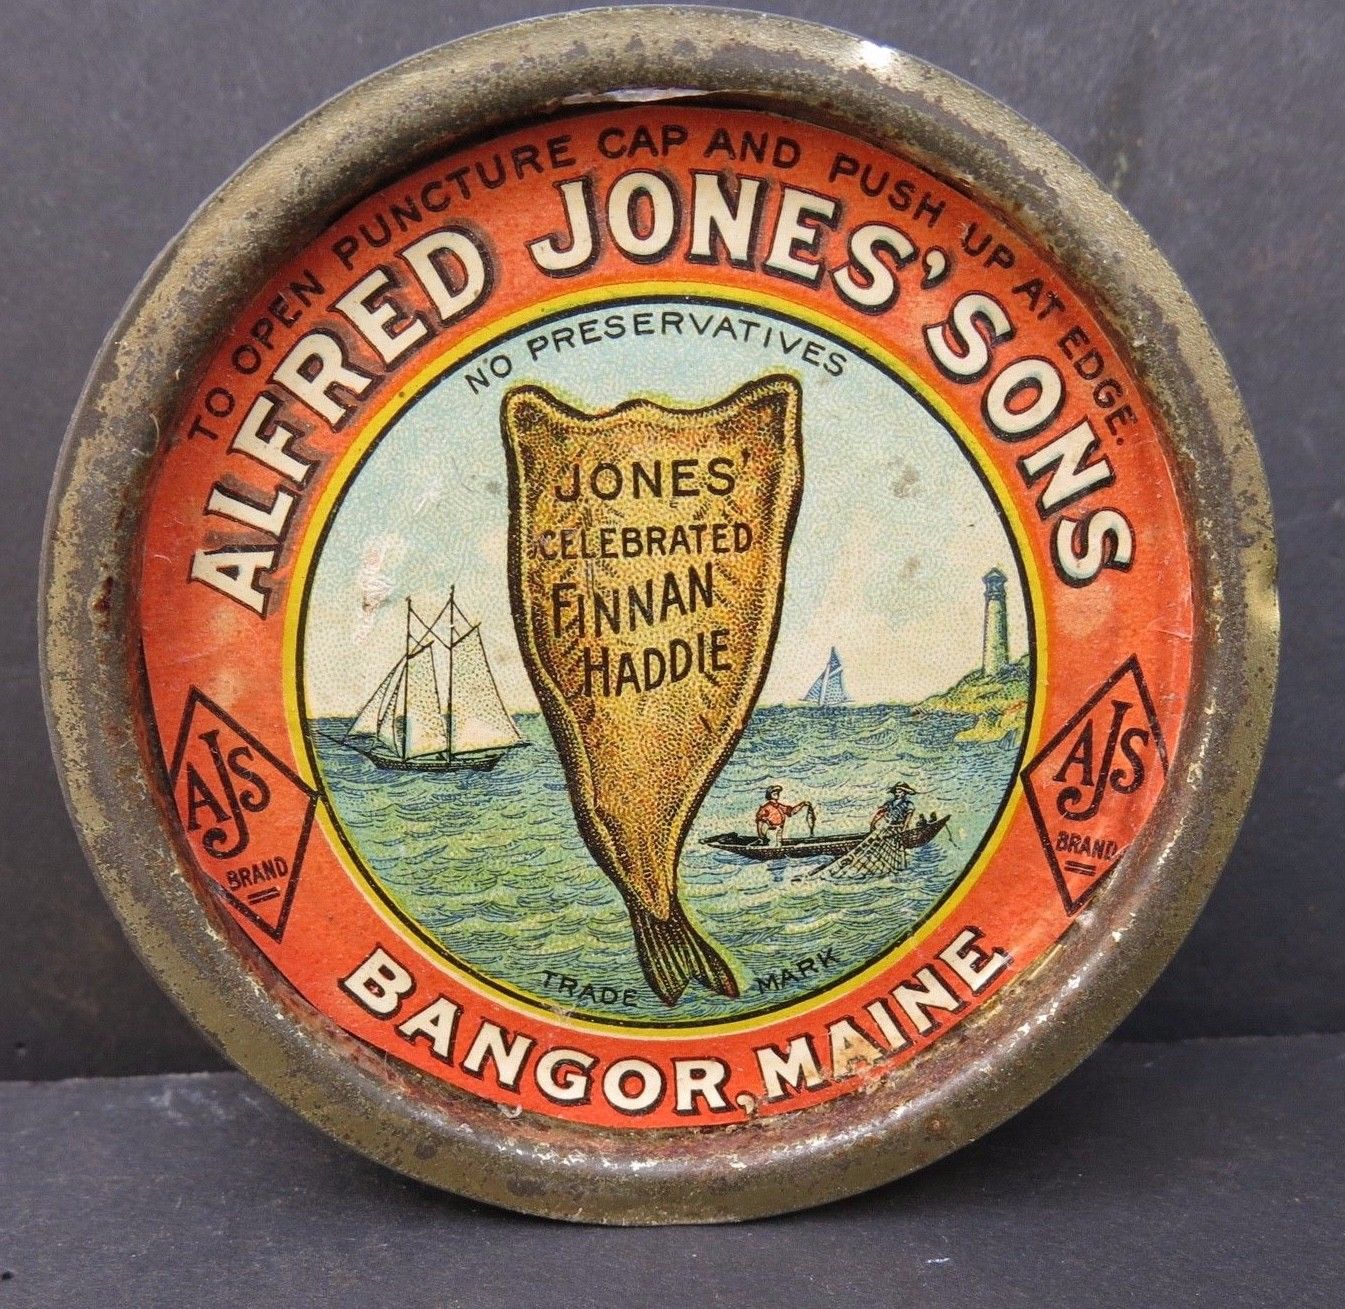 TO OPEN PUNCTURE CAP AND PUSH UP AT EDGE.
ALFRED JONES' SONS
NO PRESERVATIVES
JONES'
CELEBRATED
FINNAN
HADDIE
AJS
BRAND
AJS
BRAND
TRADE MARK
BANGOR, MAINE